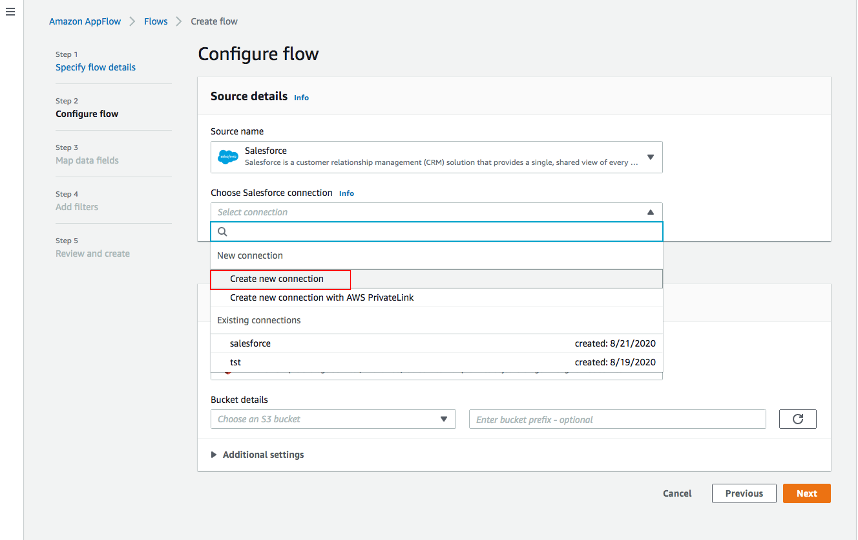 Amazon AppFlow > Flows > Create flow
Step 1
Specify flow details
Step 2
Configure flow
Step 3
Map data fields
Step 4
Add filters
Step 5
Review and create
Configure flow
Source details Info
Source name
Salesforce
Salesforce is a customer relationship management (CRM) solution that provides a single, shared view of every ...
Choose Salesforce connection Info
Select connection
New connection
Create new connection
Create new connection with AWS PrivateLink
Existing connections
salesforce created: 8/21/2020
tst created: 8/19/2020
Bucket details
Choose an S3 bucket
Enter bucket prefix - optional
Additional settings
Cancel Previous Next